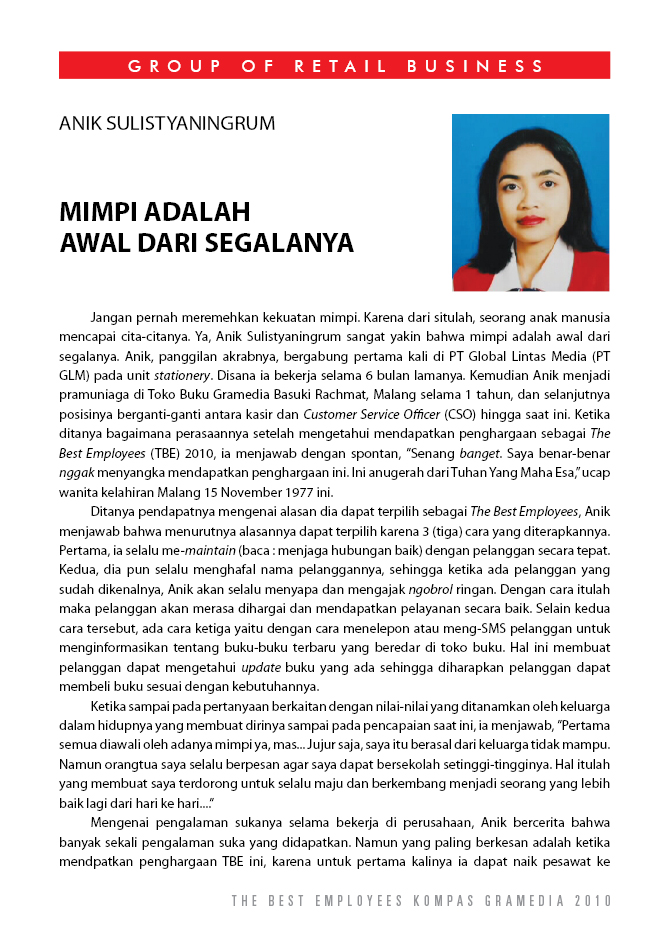 GROUP OF RETAIL BUSINESS
ANIK SULISTYANINGRUM
MIMPI ADALAH
AWAL DARI SEGALANYA
Jangan pernah meremehkan kekuatan mimpi. Karena dari situlah, seorang anak manusia
mencapai cita-citanya. Ya, Anik Sulistyaningrum sangat yakin bahwa mimpi adalah awal dari
segalanya. Anik, panggilan akrabnya, bergabung pertama kali di PT Global Lintas Media (PT
GLM) pada unit stationery. Disana ia bekerja selama 6 bulan lamanya. Kemudian Anik menjadi
pramuniaga di Toko Buku Gramedia Basuki Rachmat, Malang selama 1 tahun, dan selanjutnya
posisinya berganti-ganti antara kasir dan Customer Service Officer (CSO) hingga saat ini. Ketika
ditanya bagaimana perasaannya setelah mengetahui mendapatkan penghargaan sebagai The
Best Employees (TBE) 2010, ia menjawab dengan spontan, “Senang banget. Saya benar-benar
nggak menyangka mendapatkan penghargaan ini. Ini anugerah dari Tuhan Yang Maha Esa,” ucap
wanita kelahiran Malang 15 November 1977 ini.
Ditanya pendapatnya mengenai alasan dia dapat terpilih sebagai The Best Employees, Anik
menjawab bahwa menurutnya alasannya dapat terpilih karena 3 (tiga) cara yang diterapkannya.
Pertama, ia selalu me-maintain (baca : menjaga hubungan baik) dengan pelanggan secara tepat.
Kedua, dia pun selalu menghafal nama pelanggannya, sehingga ketika ada pelanggan yang
sudah dikenalnya, Anik akan selalu menyapa dan mengajak ngobrol ringan. Dengan cara itulah
maka pelanggan akan merasa dihargai dan mendapatkan pelayanan secara baik. Selain kedua
cara tersebut, ada cara ketiga yaitu dengan cara menelepon atau meng-SMS pelanggan untuk
menginformasikan tentang buku-buku terbaru yang beredar di toko buku. Hal ini membuat
pelanggan dapat mengetahui update buku yang ada sehingga diharapkan pelanggan dapat
membeli buku sesuai dengan kebutuhannya.
Ketika sampai pada pertanyaan berkaitan dengan nilai-nilai yang ditanamkan oleh keluarga
dalam hidupnya yang membuat dirinya sampai pada pencapaian saat ini, ia menjawab, “Pertama
semua diawali oleh adanya mimpi ya, mas... Jujur saja, saya itu berasal dari keluarga tidak mampu.
Namun orangtua saya selalu berpesan agar saya dapat bersekolah setinggi-tingginya. Hal itulah
yang membuat saya terdorong untuk selalu maju dan berkembang menjadi seorang yang lebih
baik lagi dari hari ke hari....”
Mengenai pengalaman sukanya selama bekerja di perusahaan, Anik bercerita bahwa
banyak sekali pengalaman suka yang didapatkan. Namun yang paling berkesan adalah ketika
mendpatkan penghargaan TBE ini, karena untuk pertama kalinya ia dapat naik pesawat ke
THE BEST EMPLOYEES KOMPAS GRAMEDIA 2010